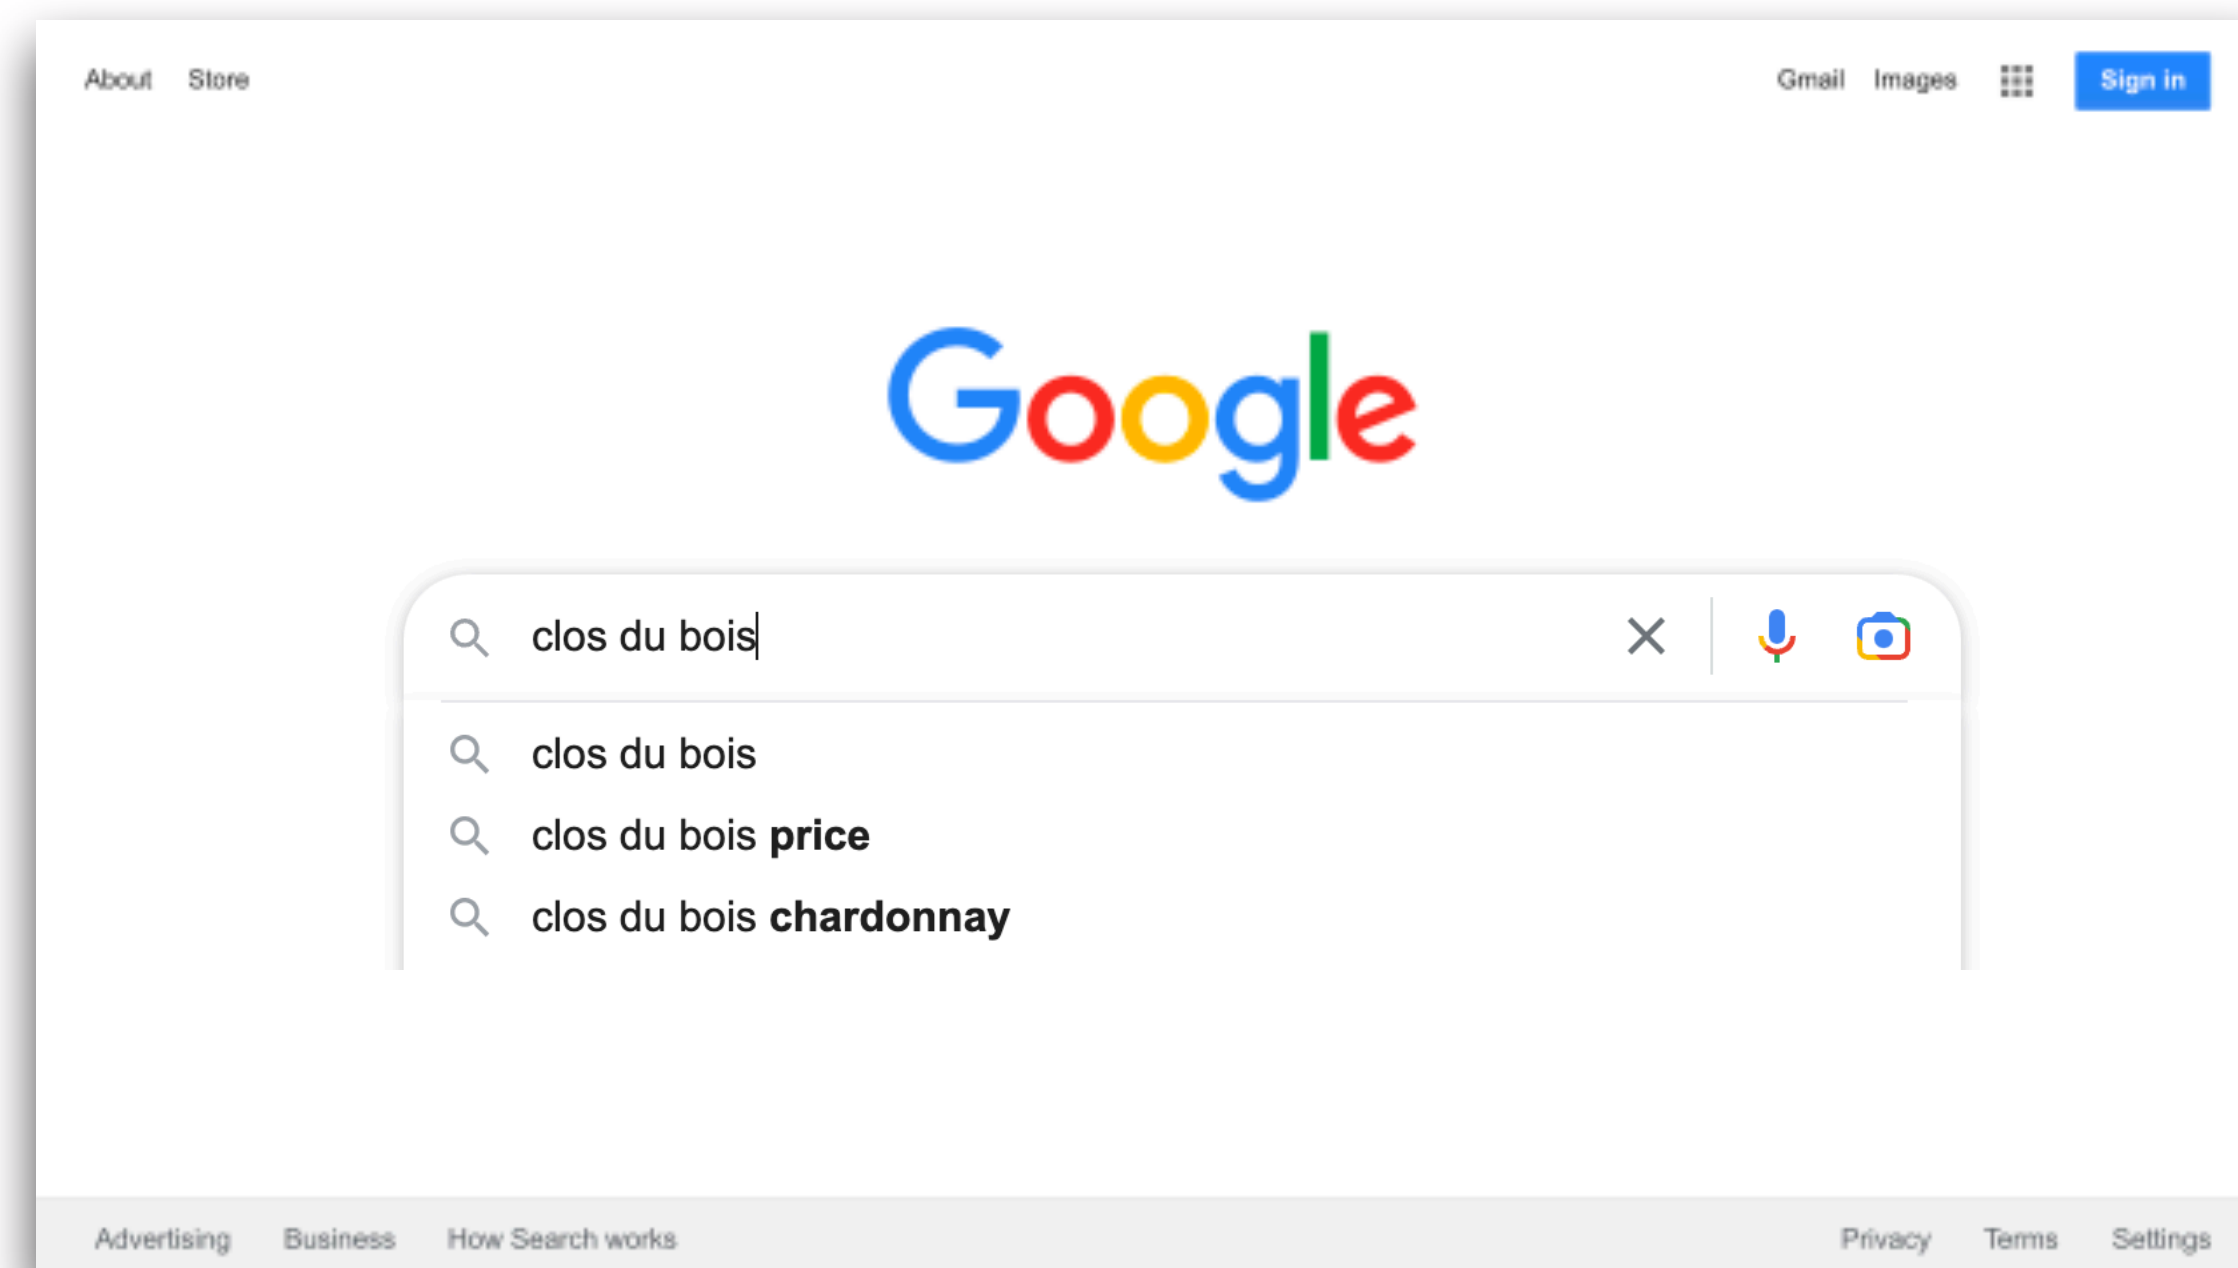 About Store Gmail Images Sign in
Google
clos du bois
clos du bois
clos du bois price
clos du bois chardonnay
Advertising Business How Search works Privacy Terms Settings